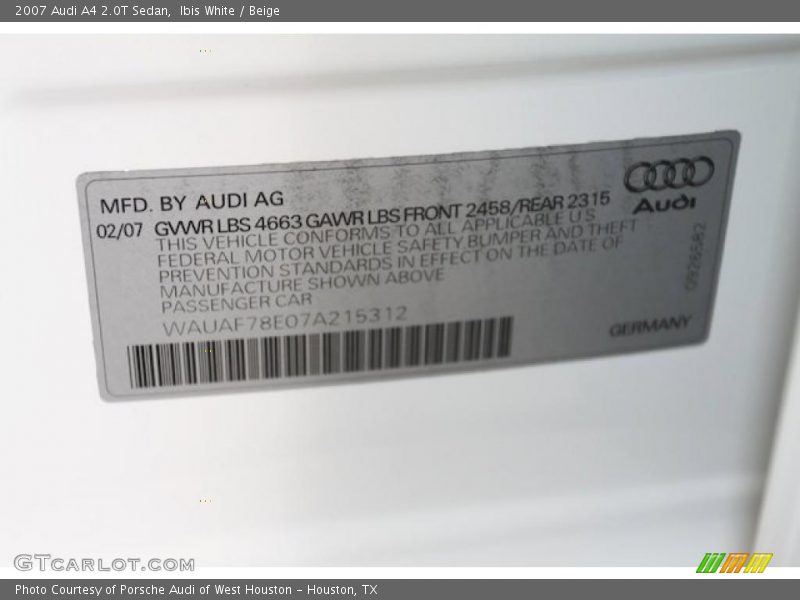 2007 Audi A4 2.0T Sedan,  Ibis White / Beige
MFD. BY AUDI AG
Audi
02/07 GVWR LBS 4663 GAWR LBS FRONT 2458/REAR 2315
THIS VEHICLE CONFORMS TO ALL APPLICABLE U.S.
FEDERAL MOTOR VEHICLE SAFETY BUMPER AND THEFT
PREVENTION STANDARDS IN EFFECT ON THE DATE OF
MANUFACTURE SHOWN ABOVE
PASSENGER CAR
WAUAF78E07A215312
0926582
GERMANY
GTCARLOT.COM
Photo Courtesy of Porsche Audi of West Houston - Houston, TX